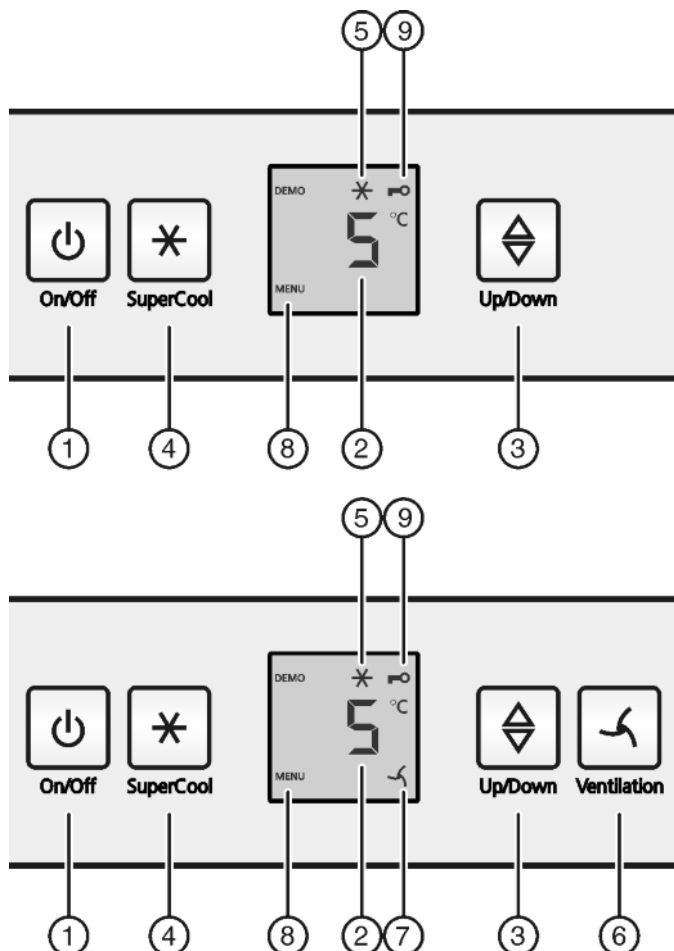 5 9
DEMO
5 °C
MENU
On/Off SuperCool Up/Down
1 4 8 2 3
5 9
DEMO
5 °C
MENU
On/Off SuperCool Up/Down Ventilation
1 4 8 2 7 3 6